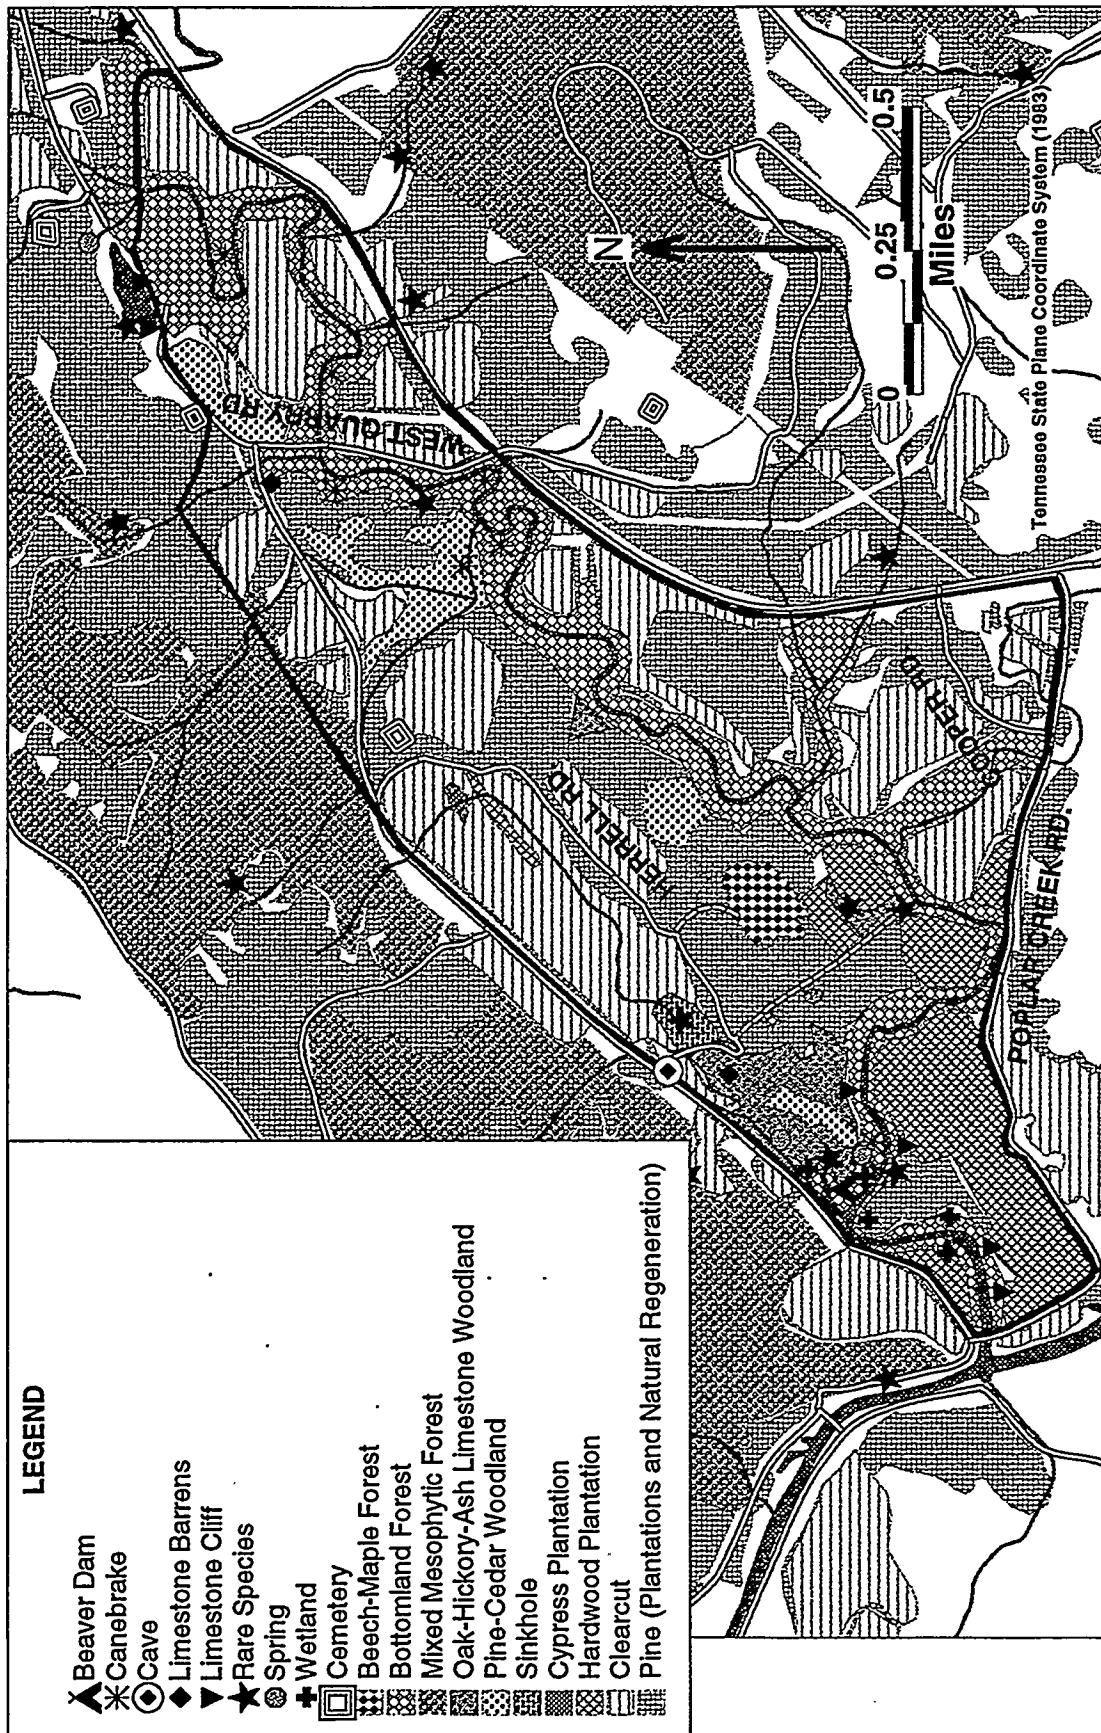 LEGEND
Beaver Dam
Canebrake
Cave
Limestone Barrens
Limestone Cliff
Rare Species
Spring
Wetland
Cemetery
Beech-Maple Forest
Bottomland Forest
Mixed Mesophytic Forest
Oak-Hickory-Ash Limestone Woodland
Pine-Cedar Woodland
Sinkhole
Cypress Plantation
Hardwood Plantation
Clearcut
Pine (Plantations and Natural Regeneration)
WEST QUARRY RD
HERRELL RD
COOPER RD.
POPLAR CREEK RD.
N
0 0.25 0.5
Miles
Tennessee State Plane Coordinate System (1983)